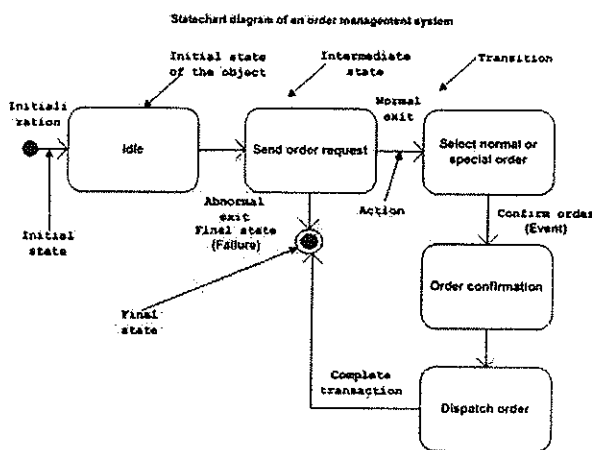 Statechart diagram of an order management system
Initial state
of the object
Intermediate
state
Transition
Initiali
zation
Normal
exit
Idle
Send order request
Select normal or
special order
Initial
state
Abnormal
exit
Final state
(Failure)
Action
Confirm order
(Event)
Order confirmation
Final
state
Complete
transaction
Dispatch order